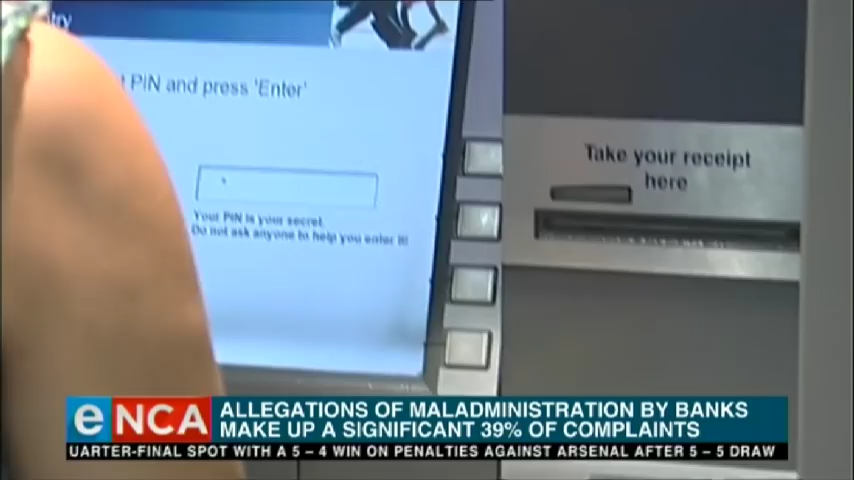 try
PIN and press 'Enter'
Your PIN is your secret.
Do not ask anyone to help you enter it!
Take your receipt
here
eNCA
ALLEGATIONS OF MALADMINISTRATION BY BANKS
MAKE UP A SIGNIFICANT 39% OF COMPLAINTS
UARTER-FINAL SPOT WITH A 5 – 4 WIN ON PENALTIES AGAINST ARSENAL AFTER 5 – 5 DRAW